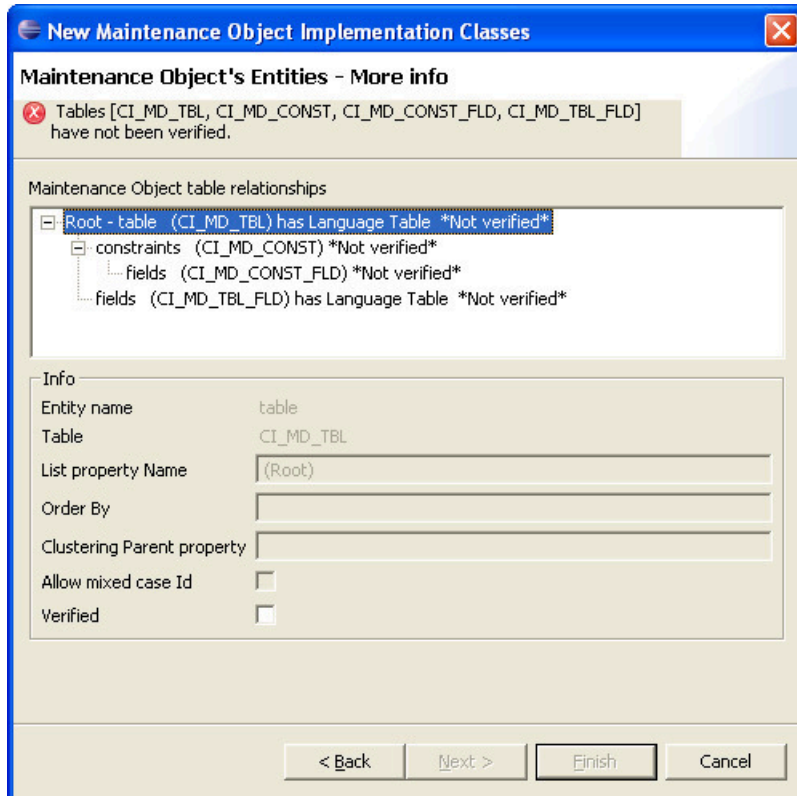 New Maintenance Object Implementation Classes
Maintenance Object's Entities - More info
Tables [CI_MD_TBL, CI_MD_CONST, CI_MD_CONST_FLD, CI_MD_TBL_FLD]
have not been verified.
Maintenance Object table relationships
Root - table (CI_MD_TBL) has Language Table *Not verified*
constraints (CI_MD_CONST) *Not verified*
fields (CI_MD_CONST_FLD) *Not verified*
fields (CI_MD_TBL_FLD) has Language Table *Not verified*
Info
Entity name table
Table CI_MD_TBL
List property Name (Root)
Order By
Clustering Parent property
Allow mixed case Id
Verified
< Back Next > Finish Cancel